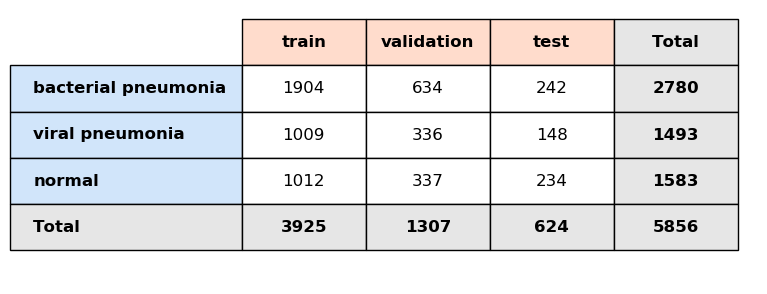 train validation test Total
bacterial pneumonia 1904 634 242 2780
viral pneumonia 1009 336 148 1493
normal 1012 337 234 1583
Total 3925 1307 624 5856